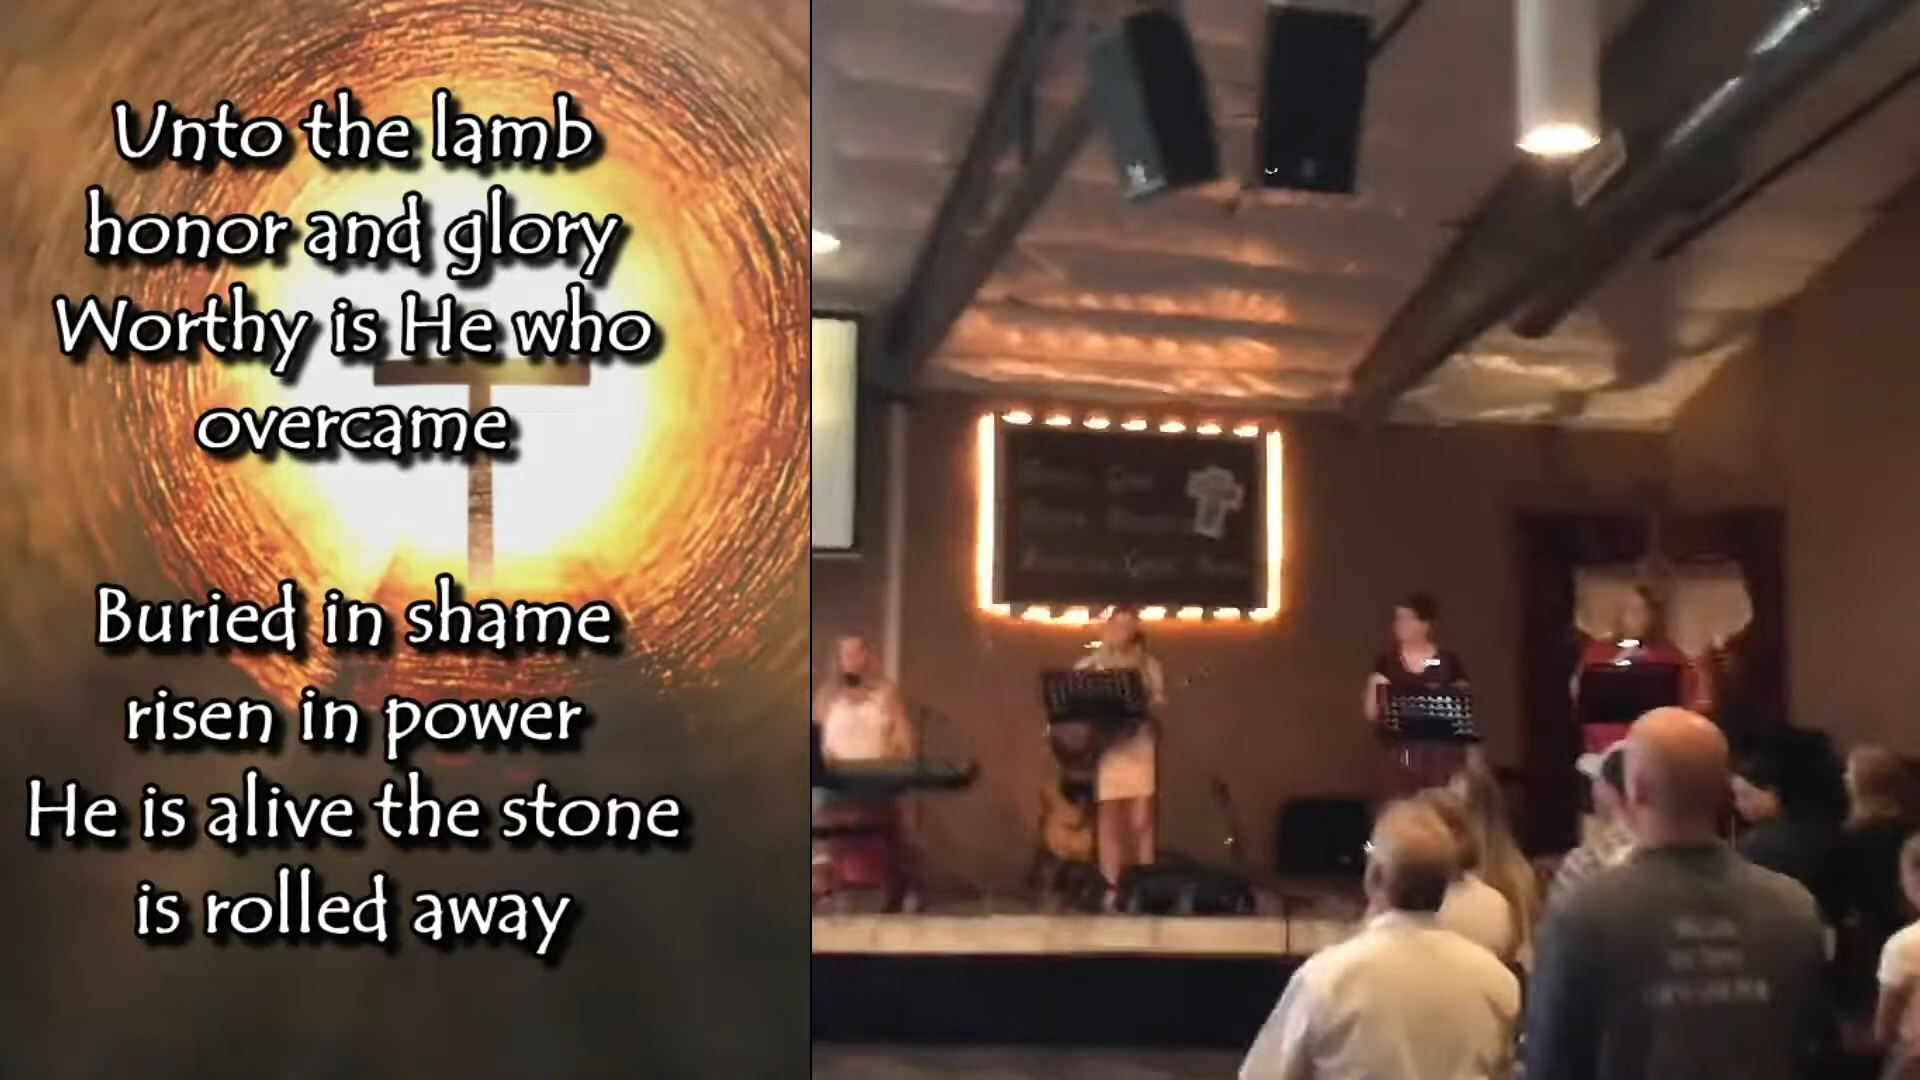 Unto the lamb
honor and glory
Worthy is He who
overcame
Buried in shame
risen in power
He is alive the stone
is rolled away